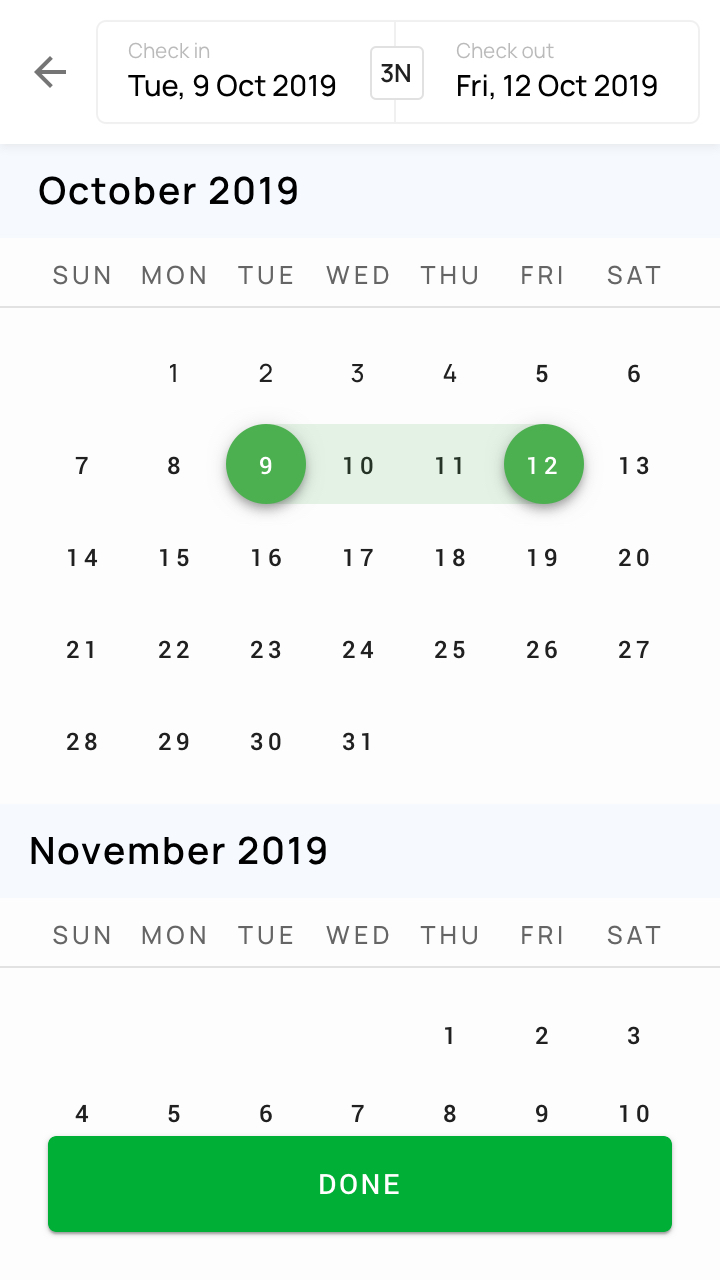 Check in
Check out
Tue, 9 Oct 2019
3N
Fri, 12 Oct 2019
October 2019
SUN MON TUE WED THU FRI SAT
1 2 3 4 5 6
7 8 9 10 11 12 13
14 15 16 17 18 19 20
21 22 23 24 25 26 27
28 29 30 31
November 2019
SUN MON TUE WED THU FRI SAT
1 2 3
4 5 6 7 8 9 10
DONE